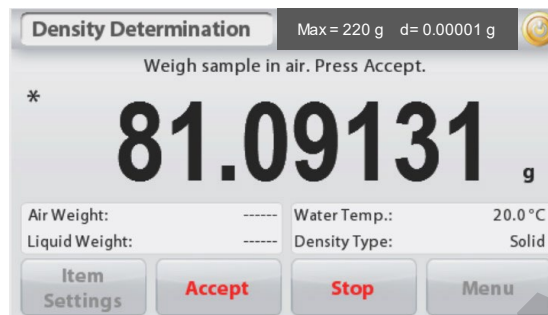 Density Determination Max = 220 g d= 0.00001 g
Weigh sample in air. Press Accept.
*
81.09131 g
Air Weight: ------ Water Temp.: 20.0°C
Liquid Weight: ------ Density Type: Solid
Item Settings Accept Stop Menu